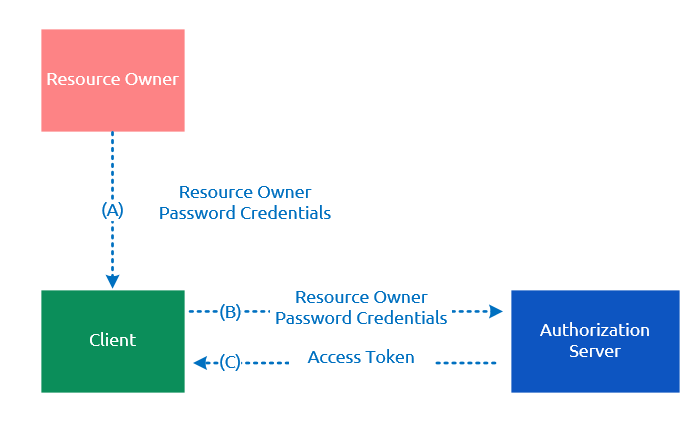 Resource Owner
Resource Owner
(A)
Password Credentials
Resource Owner
(B)
Password Credentials
Client
Authorization
Server
(C)
Access Token